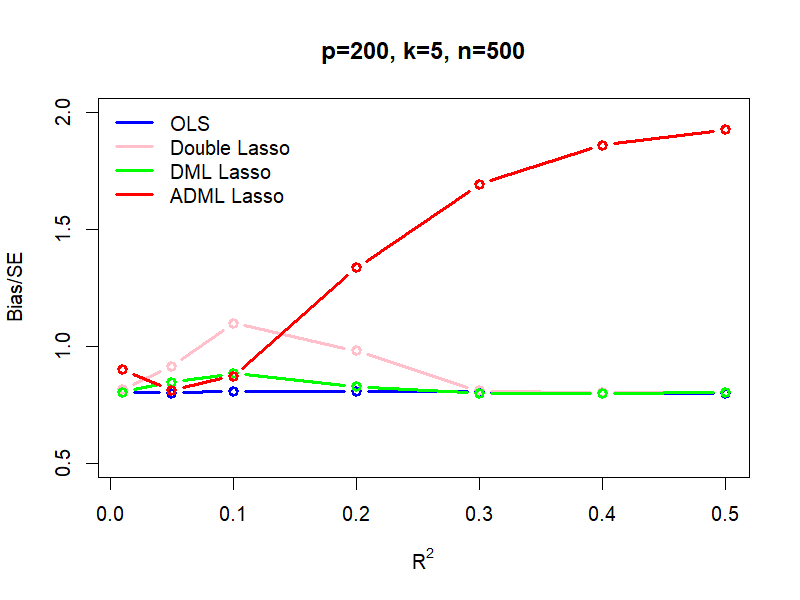 p=200, k=5, n=500
OLS
Double Lasso
DML Lasso
ADML Lasso
Bias/SE
2.0
1.5
1.0
0.5
0.0 0.1 0.2 0.3 0.4 0.5
R²